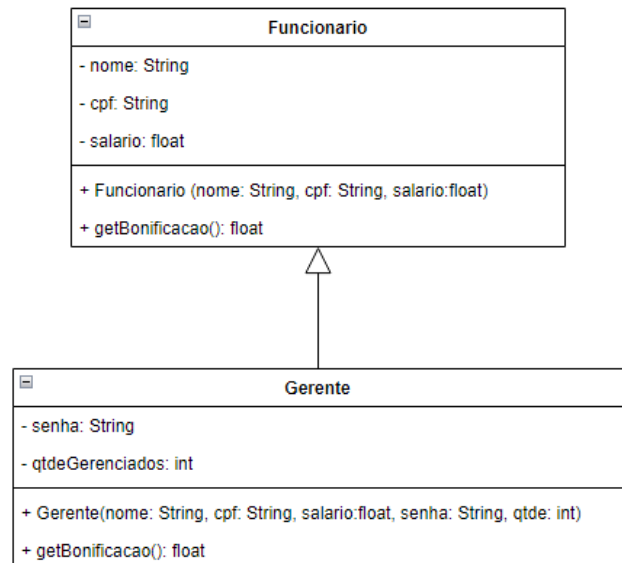 Funcionario
- nome: String
- cpf: String
- salario: float
+ Funcionario (nome: String, cpf: String, salario:float)
+ getBonificacao(): float
Gerente
- senha: String
- qtdeGerenciados: int
+ Gerente(nome: String, cpf: String, salario:float, senha: String, qtde: int)
+ getBonificacao(): float